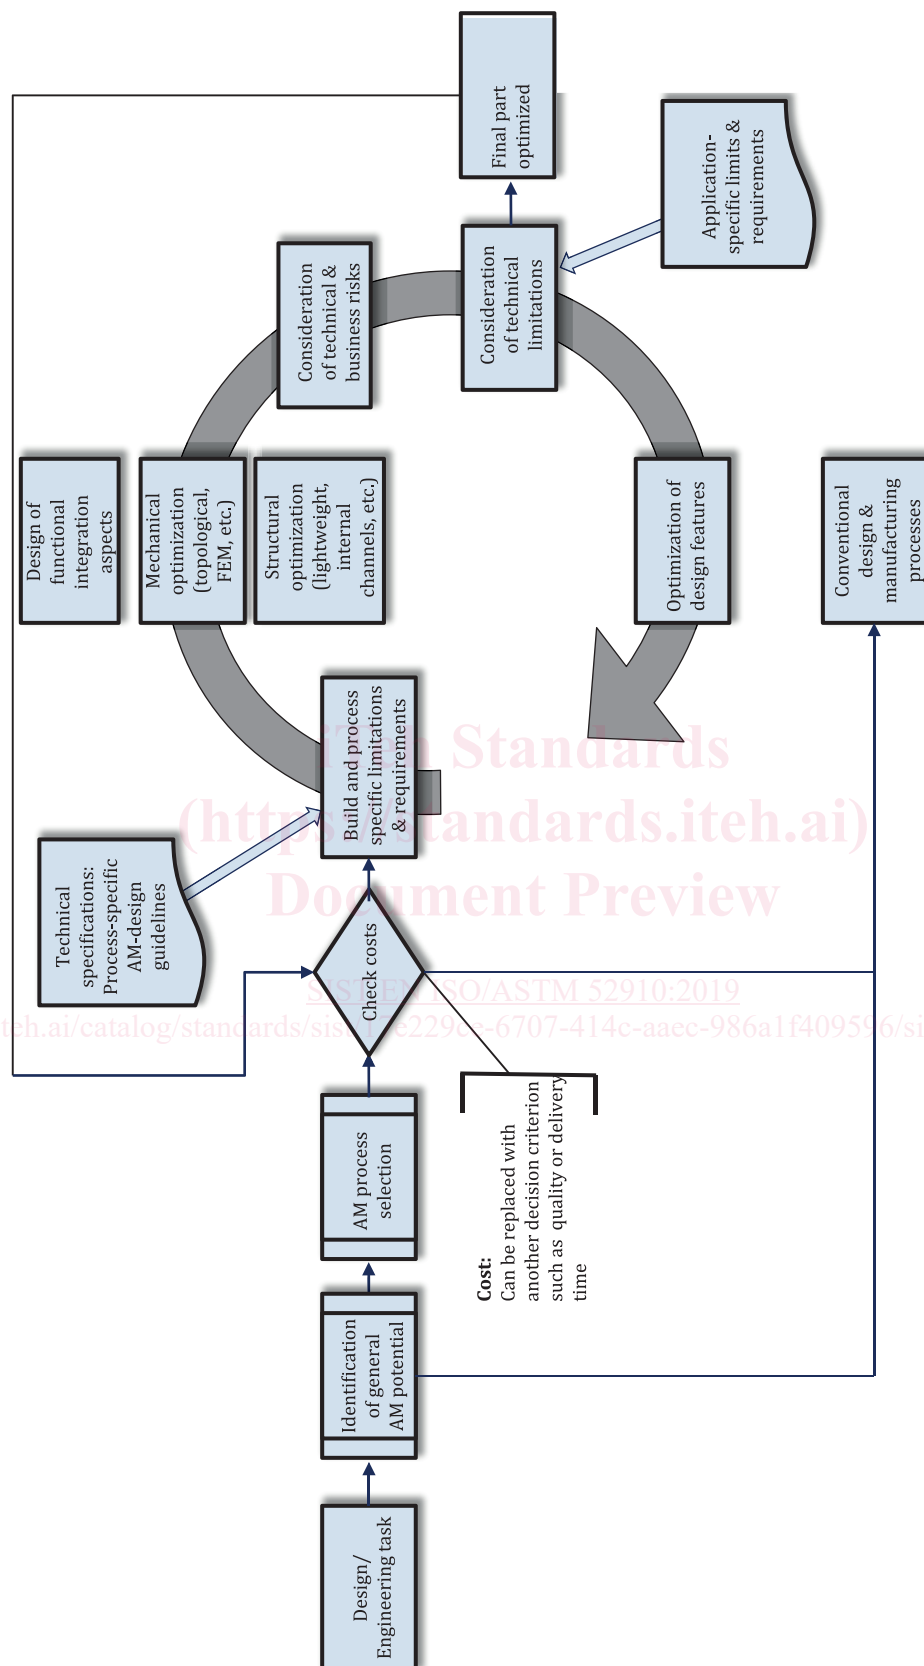 Design/
Engineering task
Identification
of general
AM potential
AM process
selection
Check costs
Cost:
Can be replaced with
another decision criterion
such as quality or delivery
time
Technical
specifications:
Process-specific
AM-design
guidelines
Build and process
specific limitations
& requirements
Design of
functional
integration
aspects
Mechanical
optimization
(topological,
FEM, etc.)
Structural
optimization
(lightweight,
internal
channels, etc.)
Consideration
of technical &
business risks
Consideration
of technical
limitations
Final part
optimized
Application-
specific limits &
requirements
Optimization of
design features
Conventional
design &
manufacturing
processes
iTeh Standards
(https://standards.iteh.ai)
Document Preview
SIST EN ISO/ASTM 52910:2019